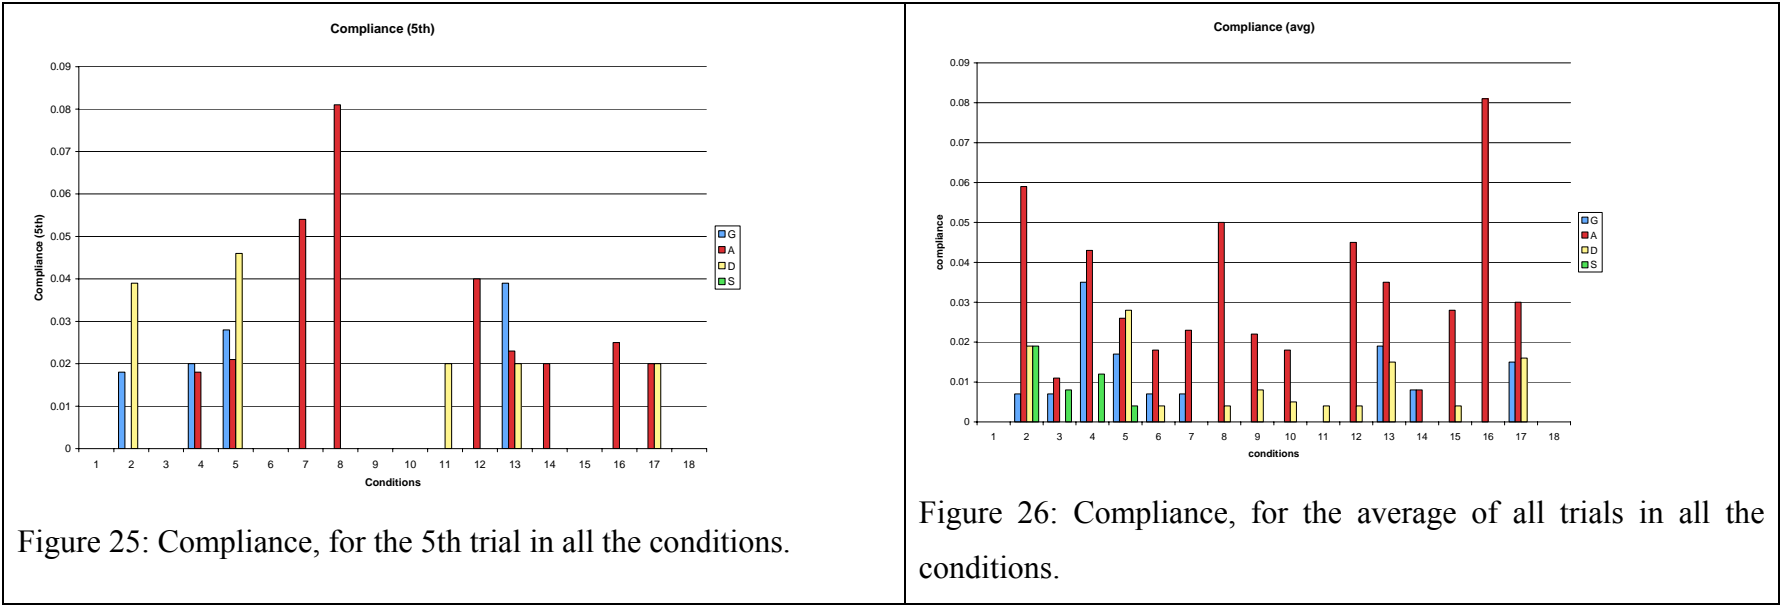 Compliance (5th)
0.09
0.08
0.07
0.06
0.05
0.04
0.03
0.02
0.01
0
Compliance (5th)
1 2 3 4 5 6 7 8 9 10 11 12 13 14 15 16 17 18
Conditions
G
A
D
S
Figure 25: Compliance, for the 5th trial in all the conditions.
Compliance (avg)
0.09
0.08
0.07
0.06
0.05
0.04
0.03
0.02
0.01
0
compliance
1 2 3 4 5 6 7 8 9 10 11 12 13 14 15 16 17 18
conditions
G
A
D
S
Figure 26: Compliance, for the average of all trials in all the
conditions.